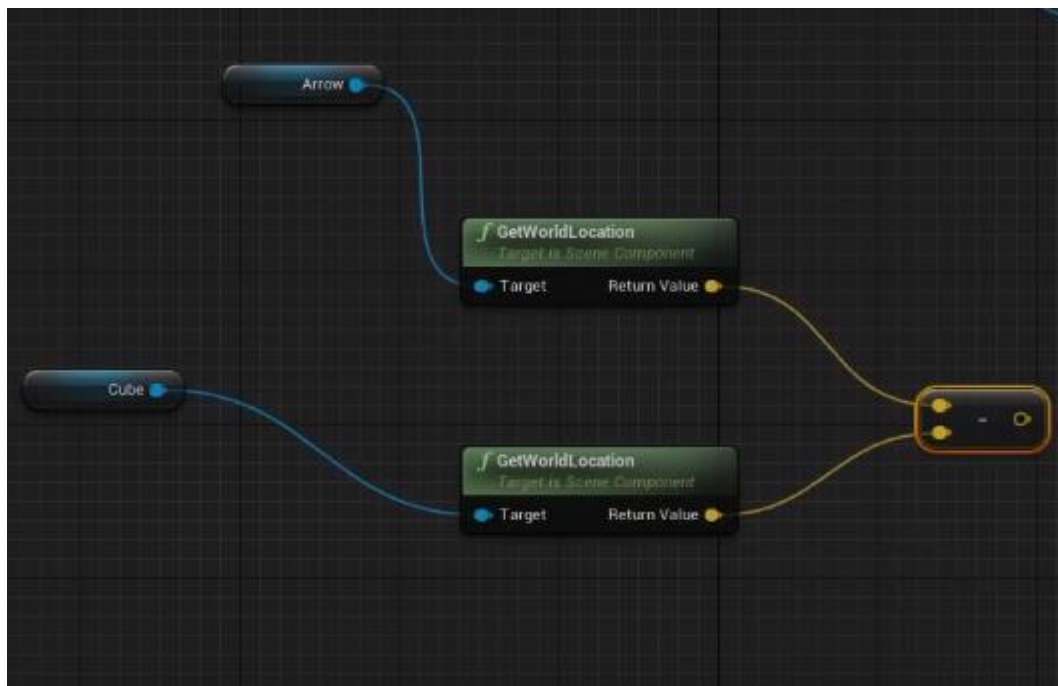 Arrow
f GetWorldLocation
Target is Scene Component
Target Return Value
Cube
-
f GetWorldLocation
Target is Scene Component
Target Return Value